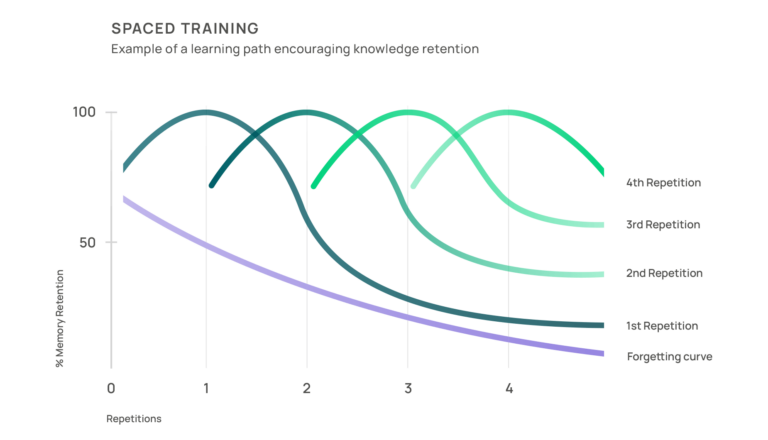 SPACED TRAINING
Example of a learning path encouraging knowledge retention
100
50
% Memory Retention
4th Repetition
3rd Repetition
2nd Repetition
1st Repetition
Forgetting curve
0 1 2 3 4
Repetitions